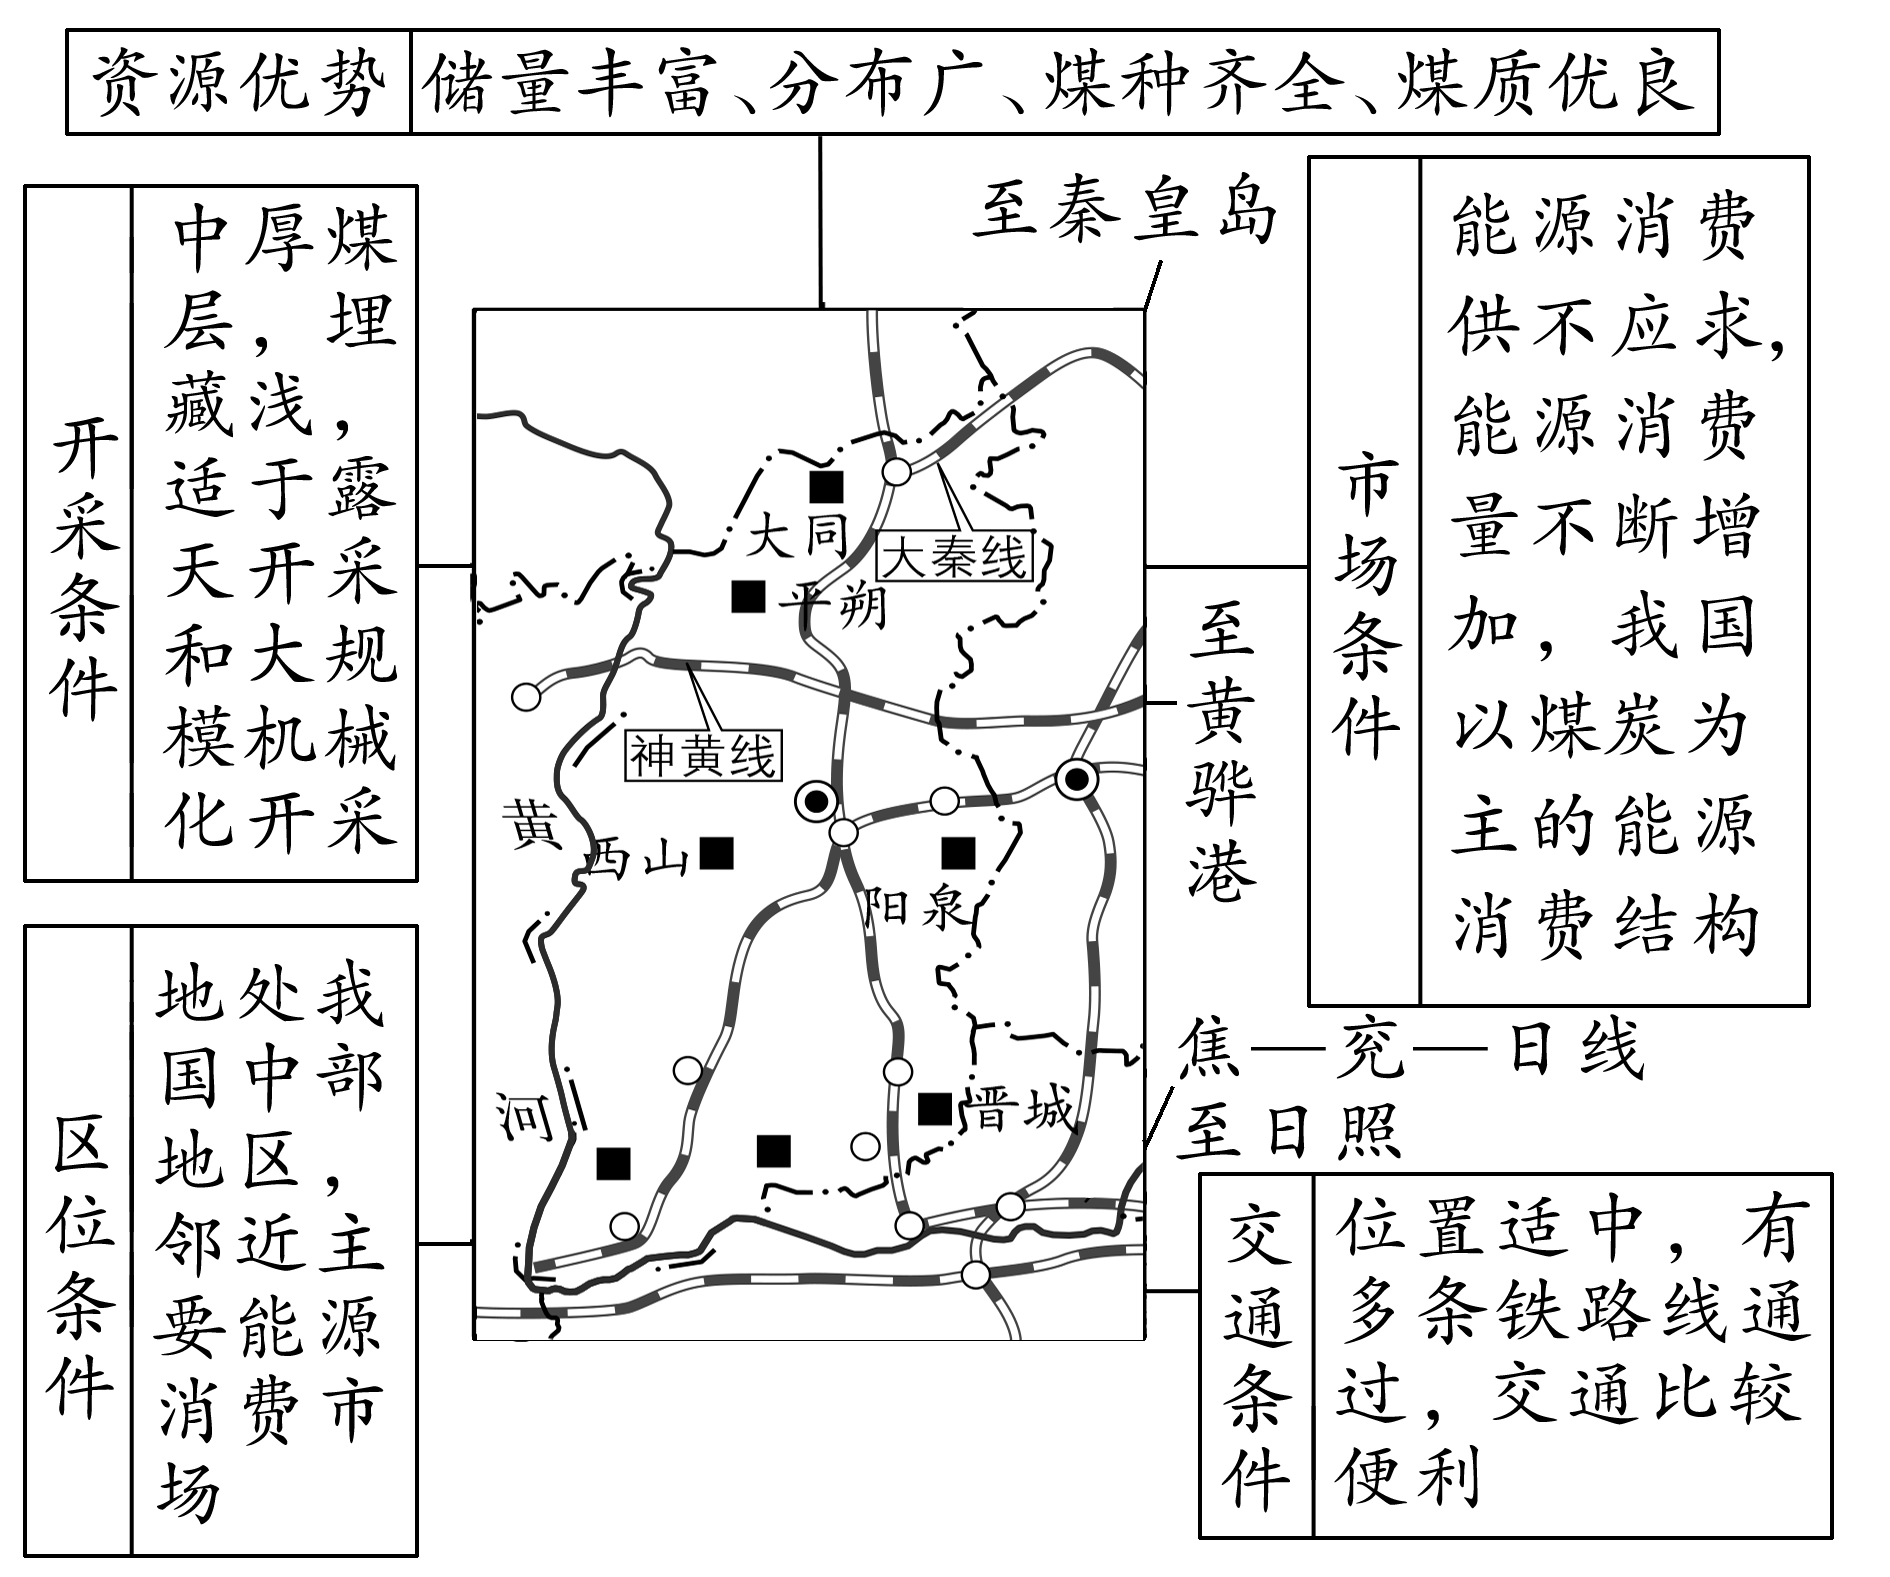 资源优势
储量丰富、分布广、煤种齐全、煤质优良
开采条件
中厚煤
层，埋
藏浅，
适于露
天开采
和大规
模机械
化开采
区位条件
地处我
国中部
地区，
邻近主
要能源
消费市
场
至秦皇岛
大同
大秦线
平朔
神黄线
黄
西山
阳泉
河
晋城
至黄骅港
市场条件
能源消费
供不应求，
能源消费
量不断增
加，我国
以煤炭为
主的能源
消费结构
焦—兖—日线
至日照
交通条件
位置适中，有
多条铁路线通
过，交通比较
便利